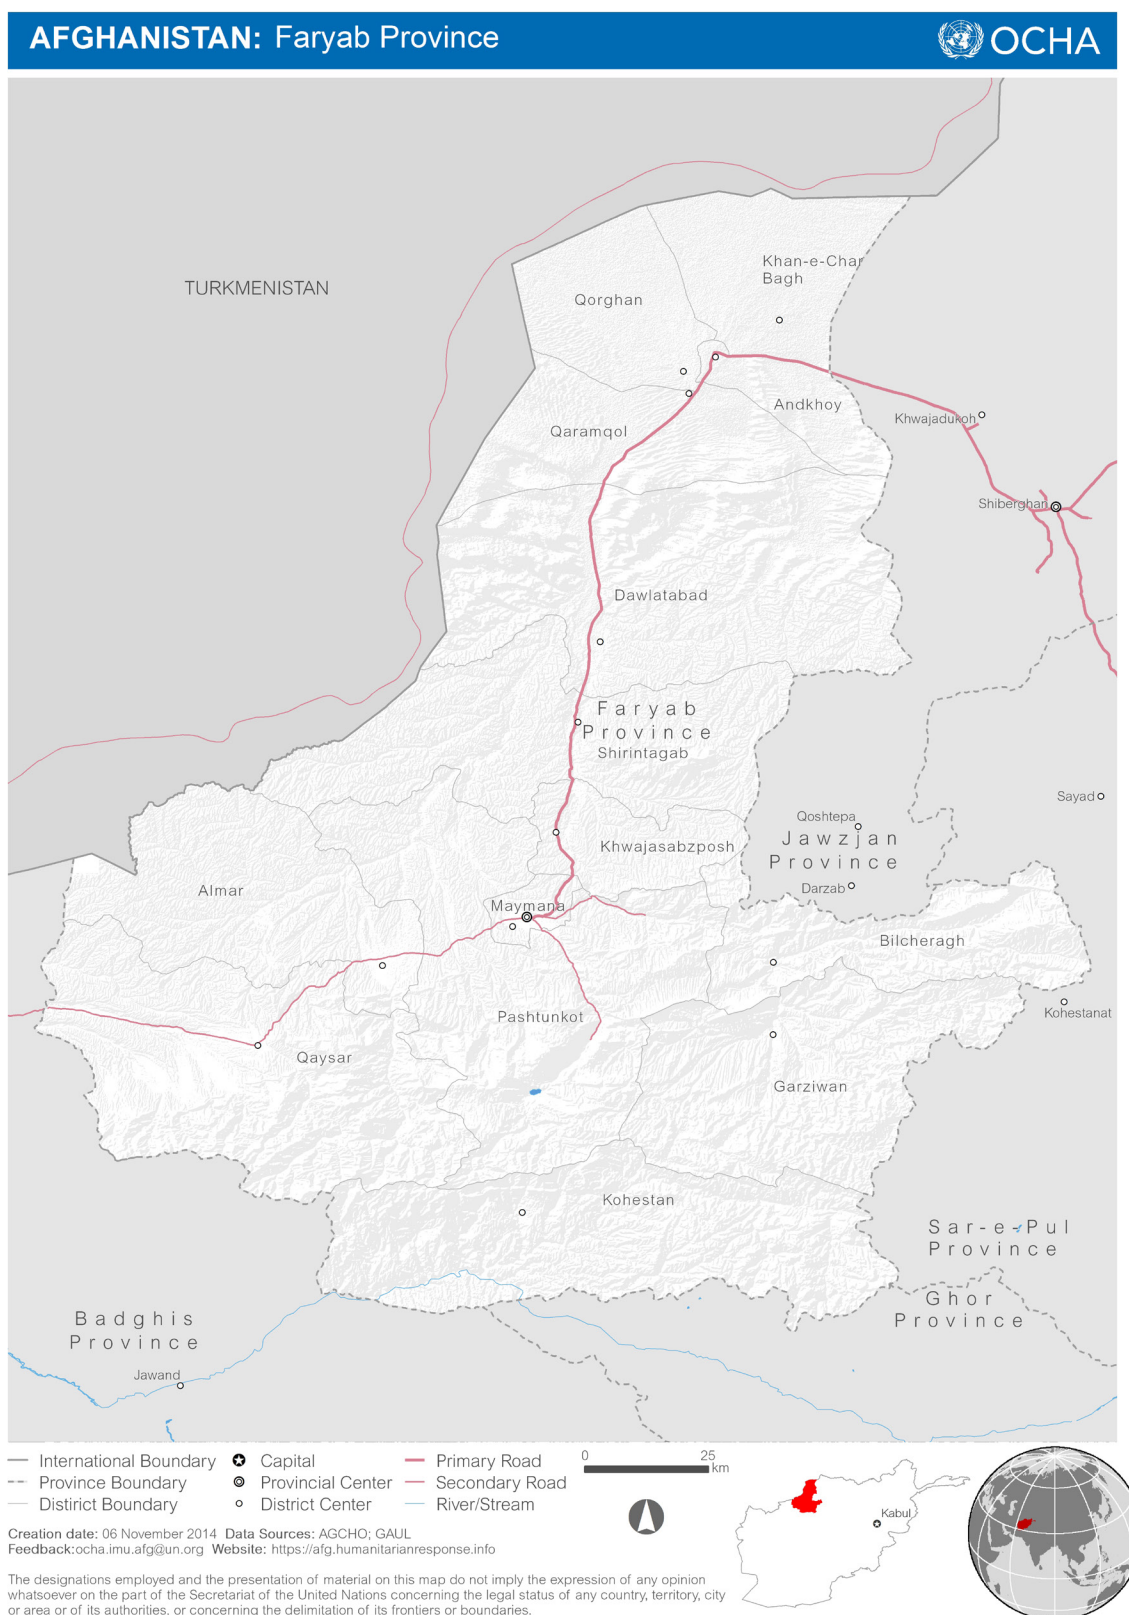 AFGHANISTAN: Faryab Province
OCHA
TURKMENISTAN
Khan-e-Char
Bagh
Qorghan
Andkhoy
Khwajadukoh
Qaramqol
Shiberghan
Dawlatabad
Faryab
Province
Shirintagab
Sayad
Qoshtepa
Jawzjan
Province
Khwajasabzposh
Darzab
Almar
Maymana
Bilcheragh
Kohestanat
Pashtunkot
Qaysar
Garziwan
Kohestan
Sar-e-Pul
Province
Ghor
Province
Badghis
Province
Jawand
International Boundary
Province Boundary
Distirict Boundary
Capital
Provincial Center
District Center
Primary Road
Secondary Road
River/Stream
0 25
km
Kabul
Creation date: 06 November 2014 Data Sources: AGCHO; GAUL
Feedback:ocha.imu.afg@un.org Website: https://afg.humanitarianresponse.info
The designations employed and the presentation of material on this map do not imply the expression of any opinion
whatsoever on the part of the Secretariat of the United Nations concerning the legal status of any country, territory, city
or area or of its authorities, or concerning the delimitation of its frontiers or boundaries.